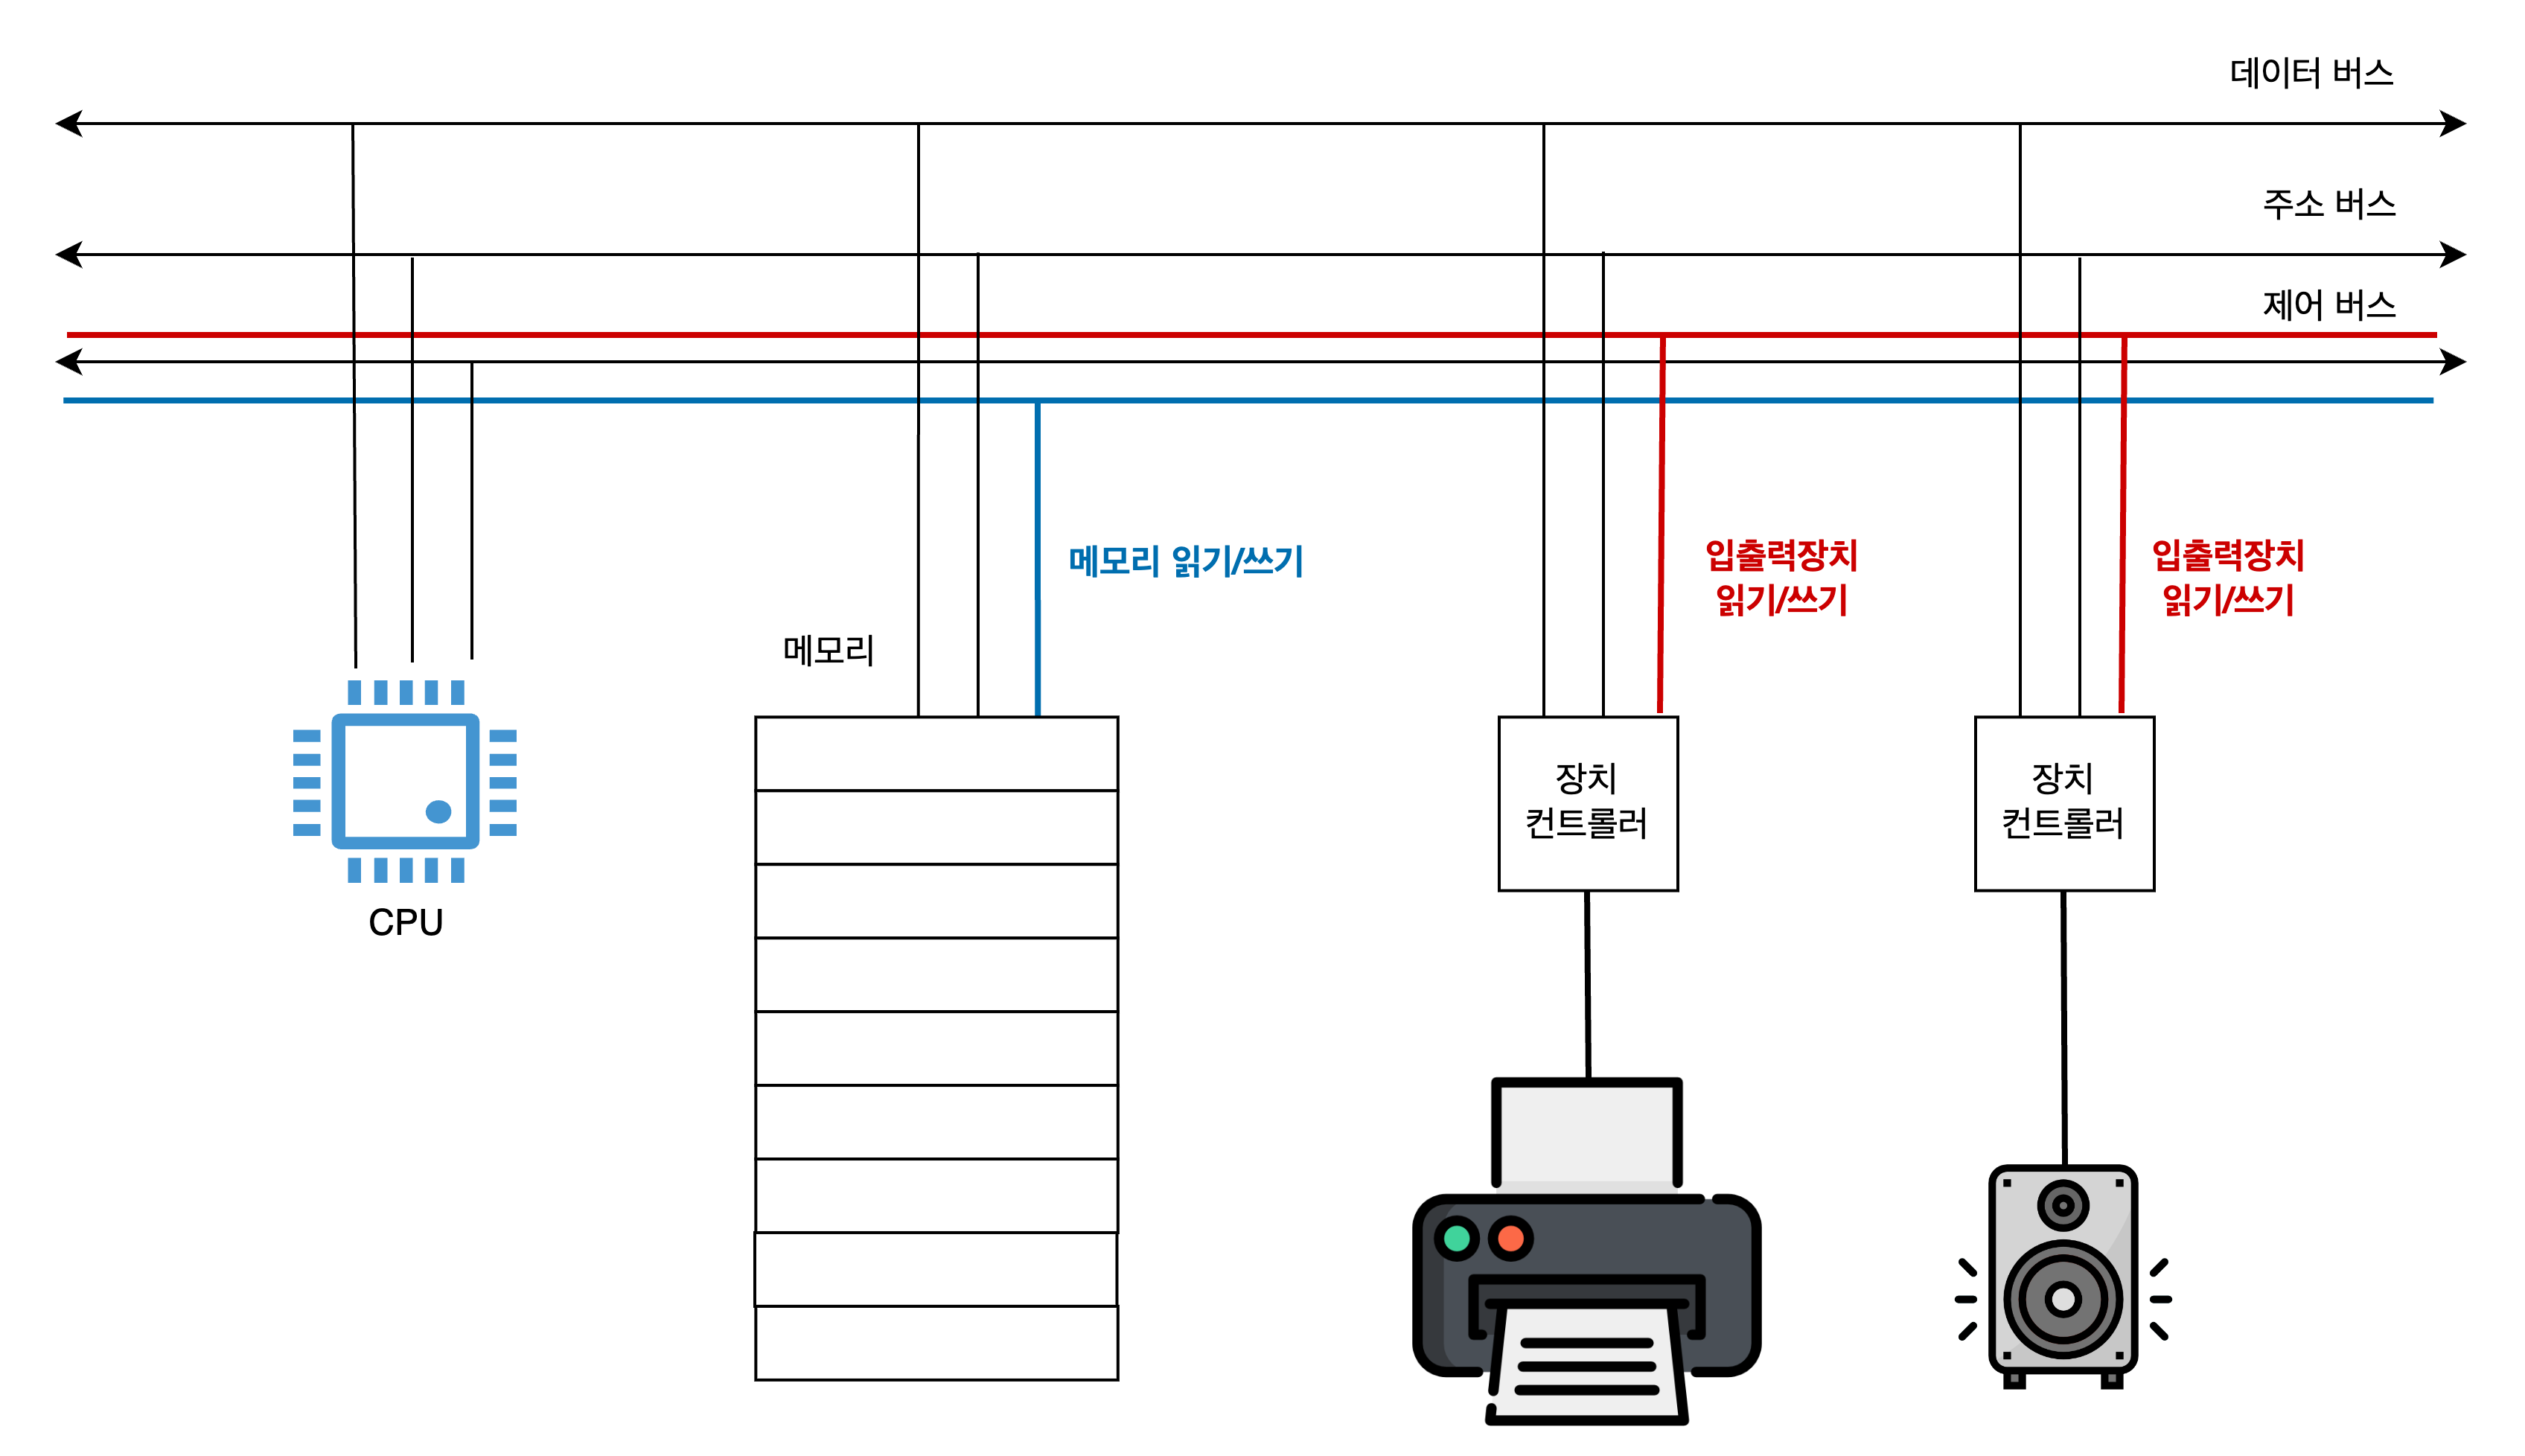 데이터 버스
주소 버스
제어 버스
메모리 읽기/쓰기
입출력장치
읽기/쓰기
입출력장치
읽기/쓰기
메모리
장치
컨트롤러
장치
컨트롤러
CPU